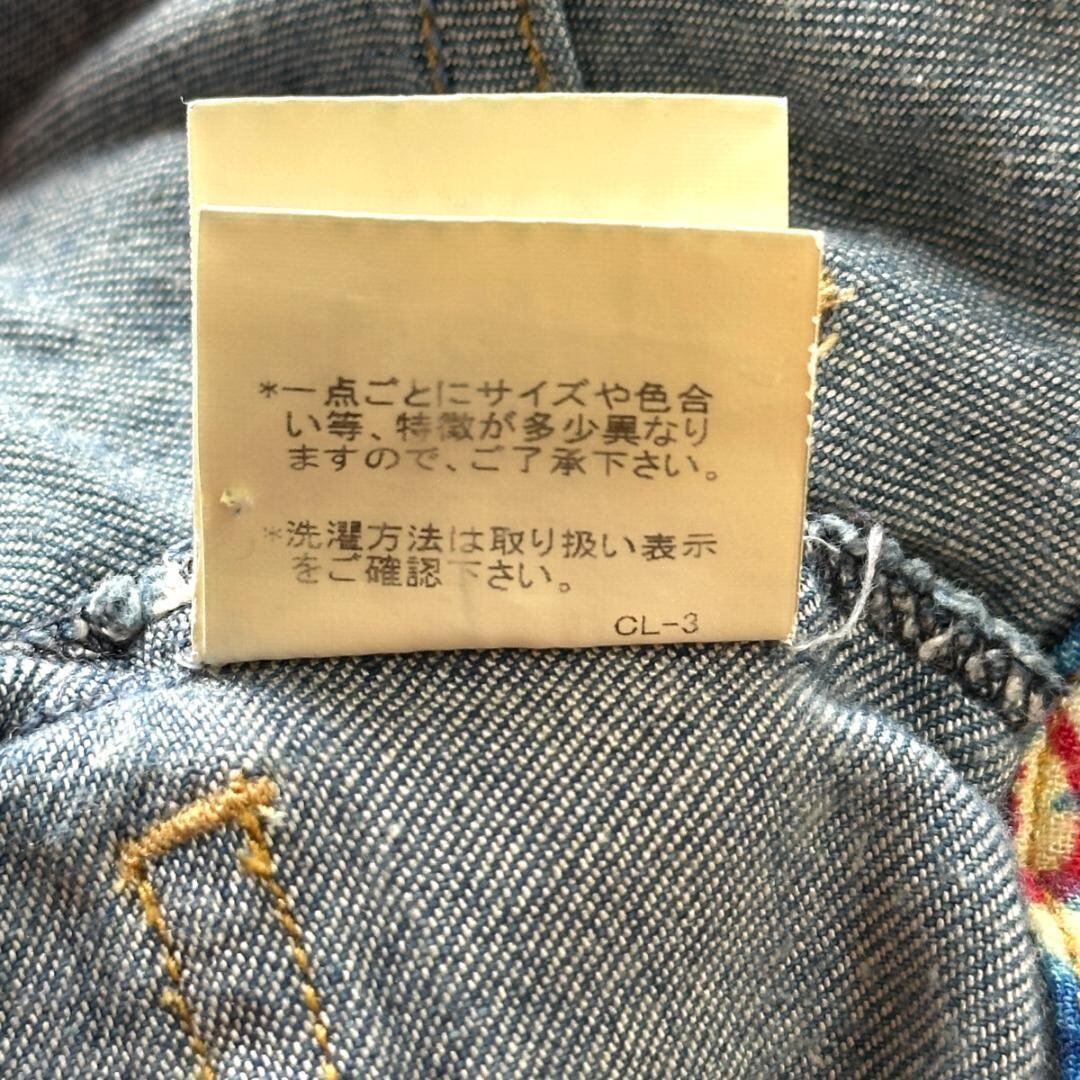 *一点ごとにサイズや色合
い等、特徴が多少異なり
ますので、ご了承下さい。
*洗濯方法は取り扱い表示
をご確認下さい。
CL-3